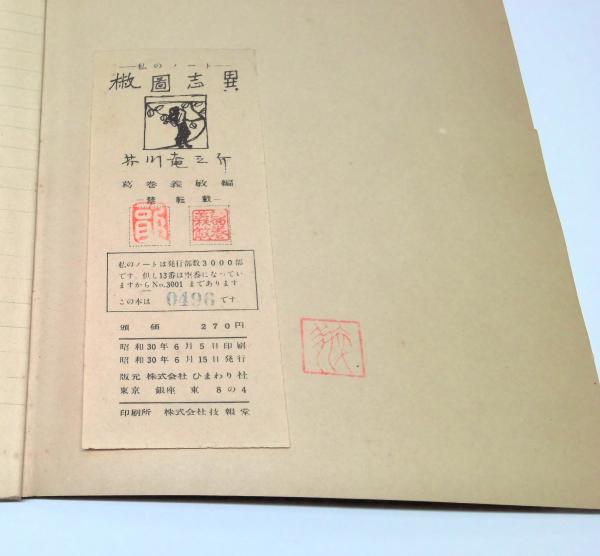 —私のノート—
椒圖志異
芥川竜之介
葛巻義敏編
—禁転載—
私のノートは発行部数3000部
です、但し13番は空番になってい
ますからNo.3001 まであります
この本は 0496 です
頒価 270円
昭和30年6月5日印刷
昭和30年6月15日発行
版元 株式会社ひまわり社
東京 銀座東 8の4
印刷所 株式会社技報堂